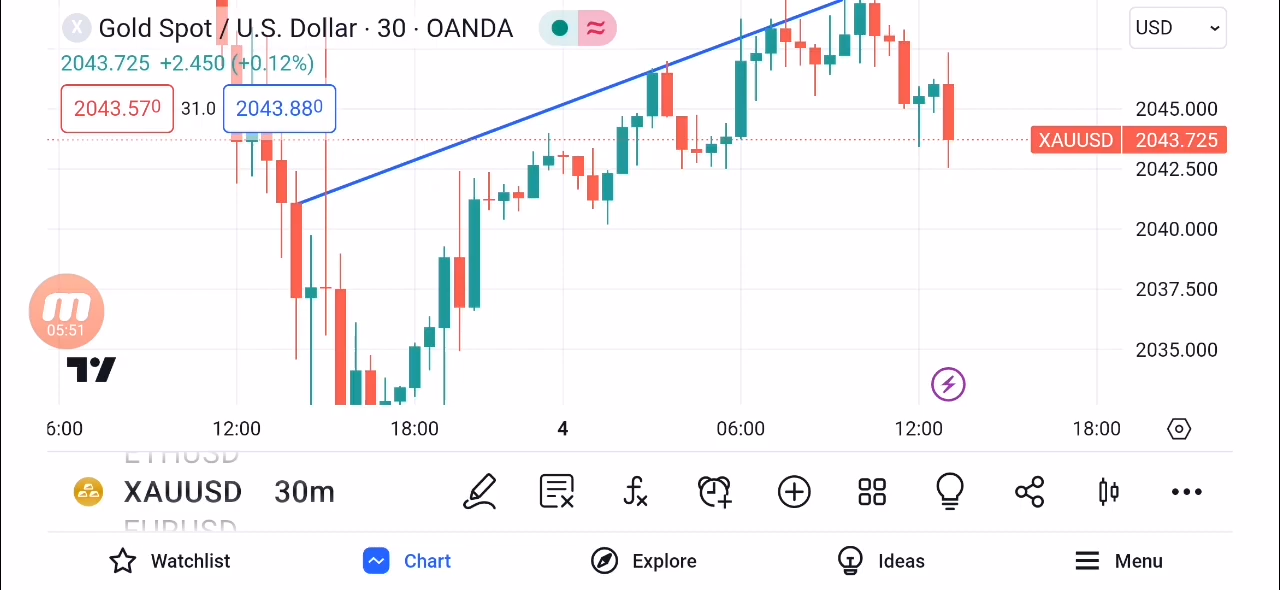 X Gold Spot / U.S. Dollar · 30 · OANDA
USD
2043.725 +2.450 (+0.12%)
2043.570 31.0 2043.880
2045.000
XAUUSD 2043.725
2042.500
2040.000
2037.500
2035.000
m
05:51
6:00 12:00 18:00 4 06:00 12:00 18:00
ETHUSD
XAUUSD 30m
EURUSD
Watchlist Chart Explore Ideas Menu